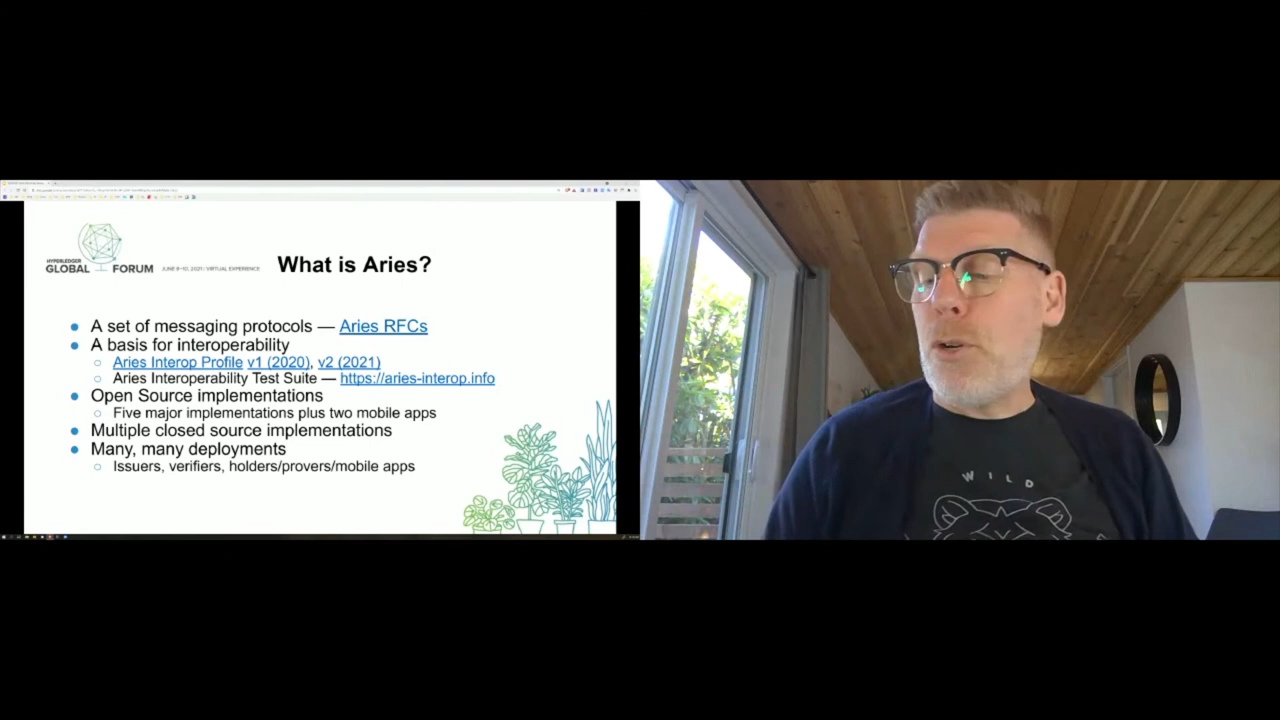 HYPERLEDGER
GLOBAL FORUM
JUNE 8-10, 2021 | VIRTUAL EXPERIENCE
What is Aries?
A set of messaging protocols — Aries RFCs
A basis for interoperability
Aries Interop Profile v1 (2020), v2 (2021)
Aries Interoperability Test Suite — https://aries-interop.info
Open Source implementations
Five major implementations plus two mobile apps
Multiple closed source implementations
Many, many deployments
Issuers, verifiers, holders/provers/mobile apps
WILD